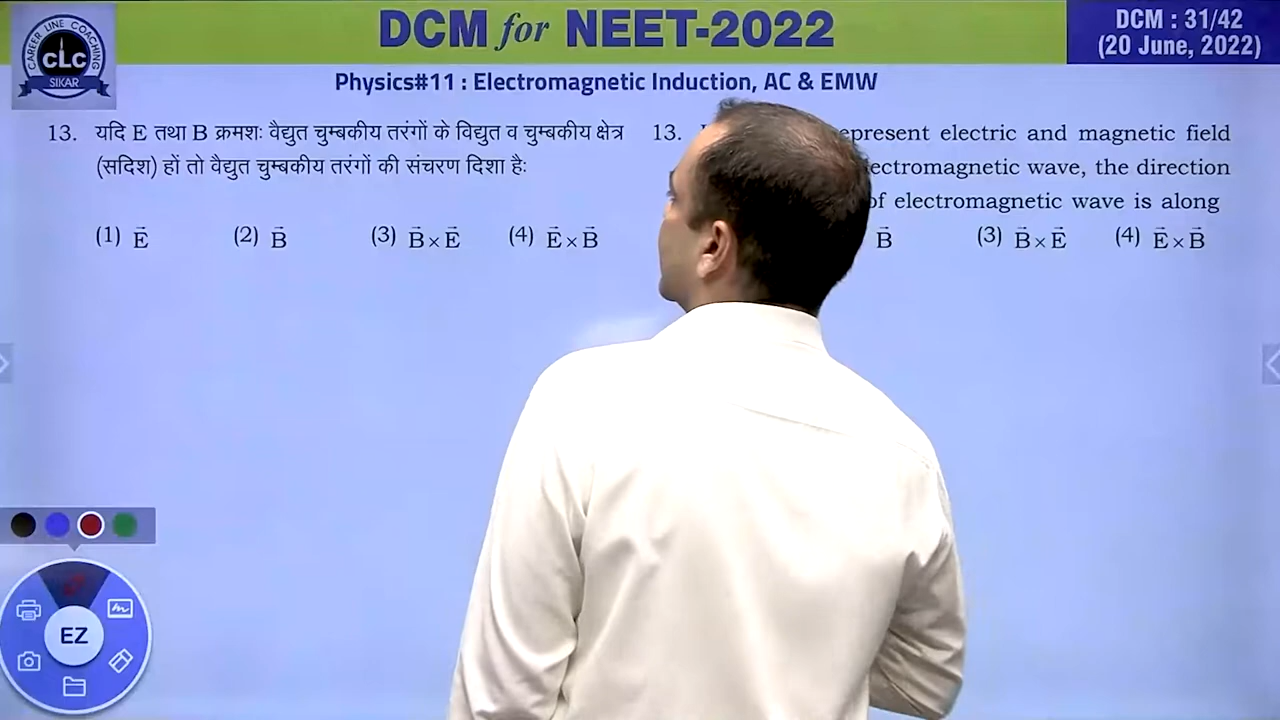 CAREER LINE COACHING
CLC
SIKAR
DCM for NEET-2022
DCM : 31/42
(20 June, 2022)
Physics#11 : Electromagnetic Induction, AC & EMW
13. यदि E तथा B क्रमशः वैद्युत चुम्बकीय तरंगों के विद्युत व चुम्बकीय क्षेत्र
(सदिश) हों तो वैद्युत चुम्बकीय तरंगों की संचरण दिशा है:
(1) E⃗ (2) B⃗ (3) B⃗×E⃗ (4) E⃗×B⃗
13. epresent electric and magnetic field
ectromagnetic wave, the direction
of electromagnetic wave is along
B⃗ (3) B⃗×E⃗ (4) E⃗×B⃗
EZ